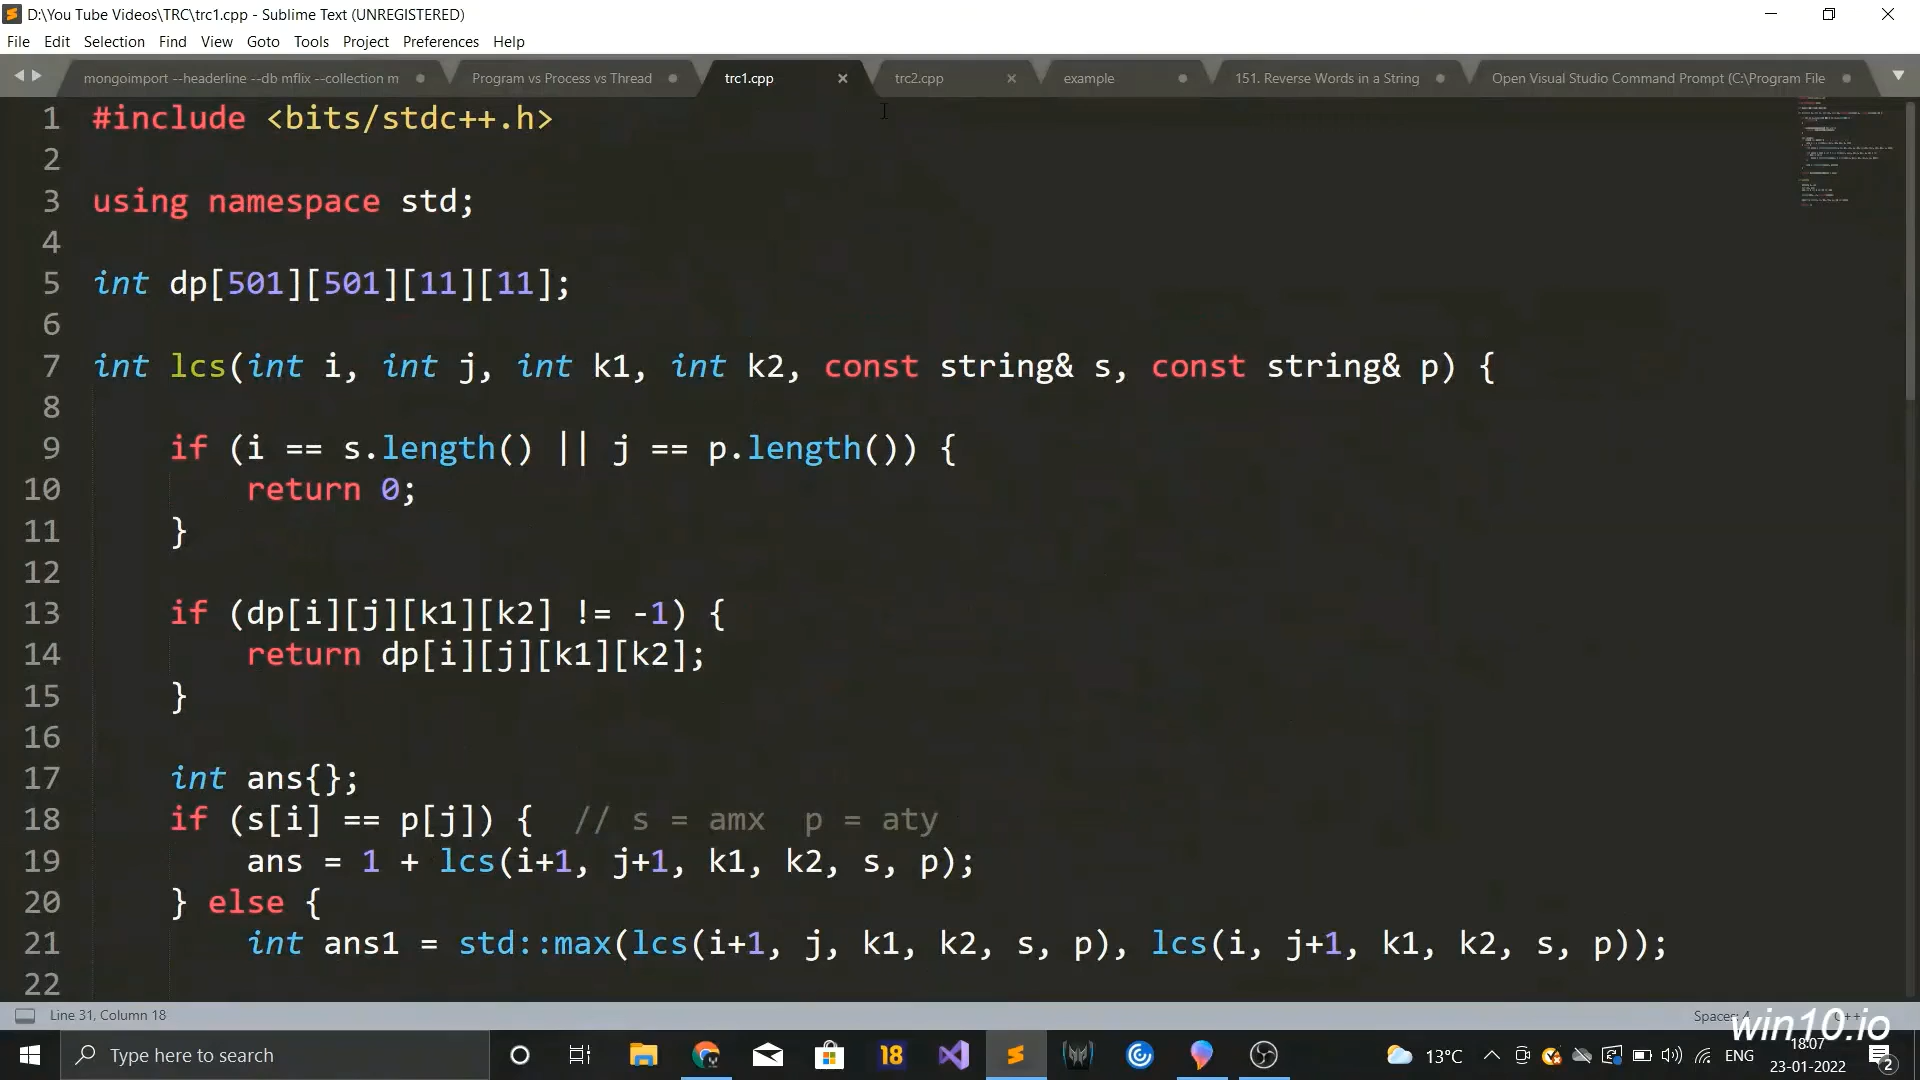 D:\You Tube Videos\TRC\trc1.cpp - Sublime Text (UNREGISTERED)
File Edit Selection Find View Goto Tools Project Preferences Help
mongoimport --headerline --db mflix --collection m Program vs Process vs Thread trc1.cpp trc2.cpp example 151. Reverse Words in a String Open Visual Studio Command Prompt (C:\Program File
1 #include <bits/stdc++.h>
2
3 using namespace std;
4
5 int dp[501][501][11][11];
6
7 int lcs(int i, int j, int k1, int k2, const string& s, const string& p) {
8
9 if (i == s.length() || j == p.length()) {
10 return 0;
11 }
12
13 if (dp[i][j][k1][k2] != -1) {
14 return dp[i][j][k1][k2];
15 }
16
17 int ans{};
18 if (s[i] == p[j]) { // s = amx p = aty
19 ans = 1 + lcs(i+1, j+1, k1, k2, s, p);
20 } else {
21 int ans1 = std::max(lcs(i+1, j, k1, k2, s, p), lcs(i, j+1, k1, k2, s, p));
22
Line 31, Column 18
Spaces: 4
C++
win10.io
Type here to search
18
13°C
ENG
18:07
23-01-2022
2